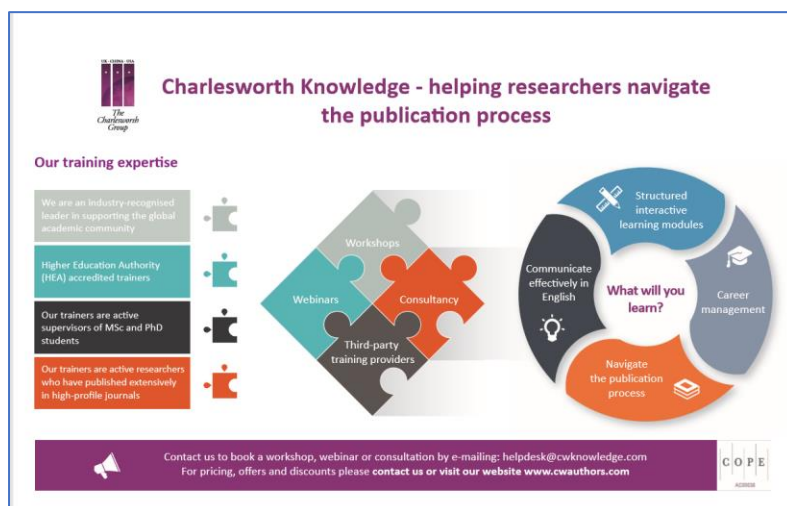 UK · CHINA · USA
The
Charlesworth
Group
Charlesworth Knowledge - helping researchers navigate
the publication process
Our training expertise
We are an industry-recognised
leader in supporting the global
academic community
Higher Education Authority
(HEA) accredited trainers
Our trainers are active
supervisors of MSc and PhD
students
Our trainers are active researchers
who have published extensively
in high-profile journals
Workshops
Webinars
Consultancy
Third-party
training providers
Structured
interactive
learning modules
Communicate
effectively in
English
What will you
learn?
Career
management
Navigate
the publication
process
Contact us to book a workshop, webinar or consultation by e-mailing: helpdesk@cwknowledge.com
For pricing, offers and discounts please contact us or visit our website www.cwauthors.com
C O P E